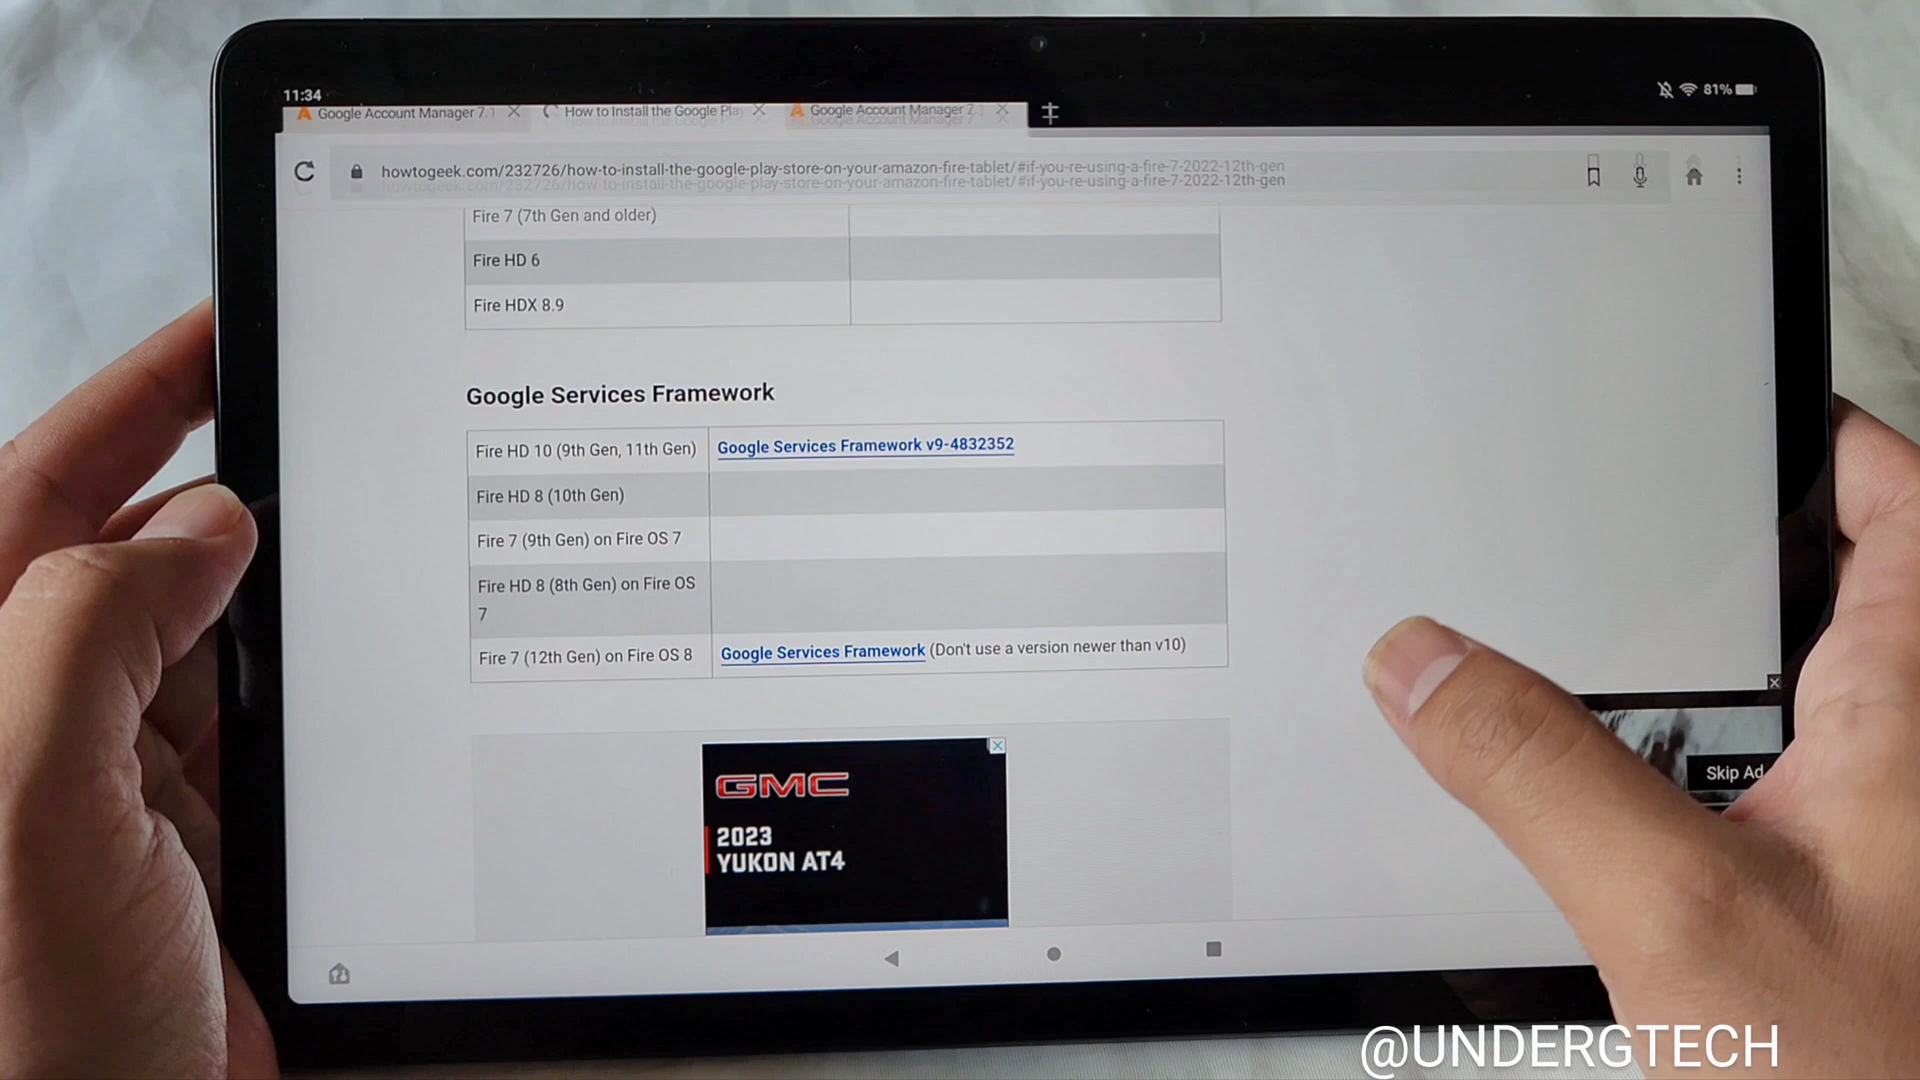 11:34
81%
Google Account Manager 7.1
How to Install the Google Pla
Google Account Manager 7.1
howtogeek.com/232726/how-to-install-the-google-play-store-on-your-amazon-fire-tablet/#if-you-re-using-a-fire-7-2022-12th-gen
Fire 7 (7th Gen and older)
Fire HD 6
Fire HDX 8.9
Google Services Framework
Fire HD 10 (9th Gen, 11th Gen) Google Services Framework v9-4832352
Fire HD 8 (10th Gen)
Fire 7 (9th Gen) on Fire OS 7
Fire HD 8 (8th Gen) on Fire OS
7
Fire 7 (12th Gen) on Fire OS 8 Google Services Framework (Don't use a version newer than v10)
GMC
2023
YUKON AT4
Skip Ad
@UNDERGTECH